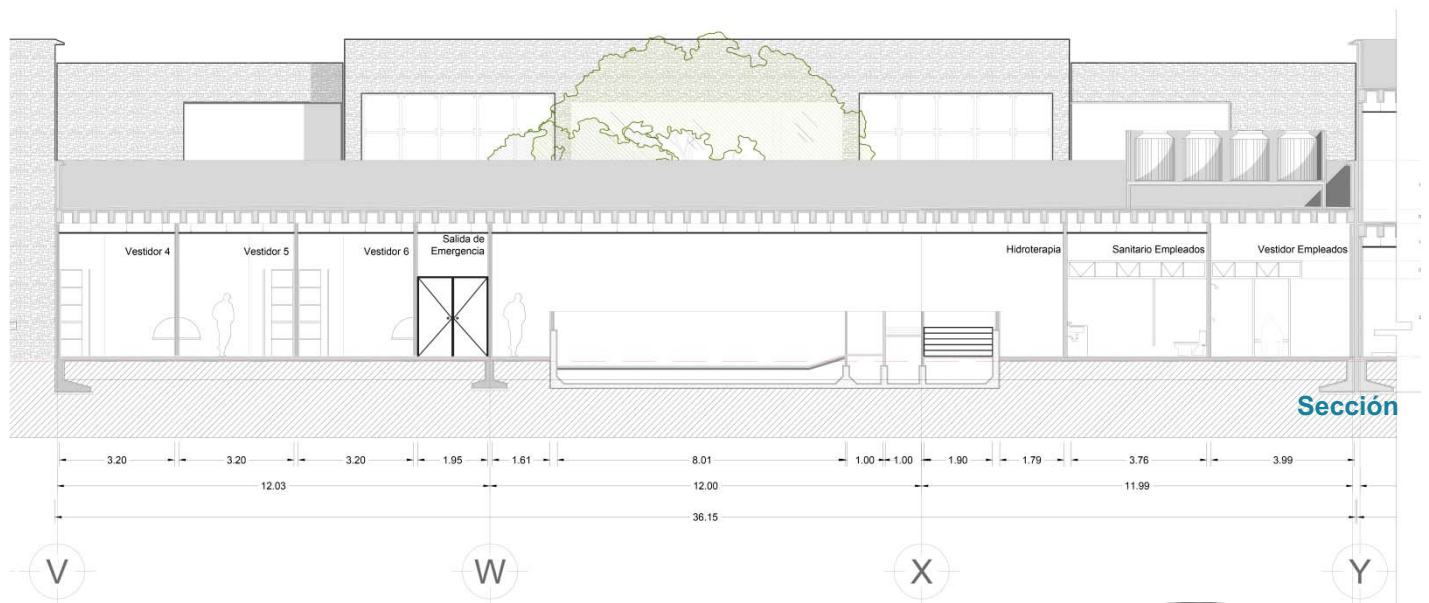 Vestidor 4
Vestidor 5
Vestidor 6
Salida de
Emergencia
Hidroterapia
Sanitario Empleados
Vestidor Empleados
Sección
3.20
3.20
3.20
1.95
1.61
8.01
1.00
1.00
1.90
1.79
3.76
3.99
12.03
12.00
11.99
36.15
V
W
X
Y